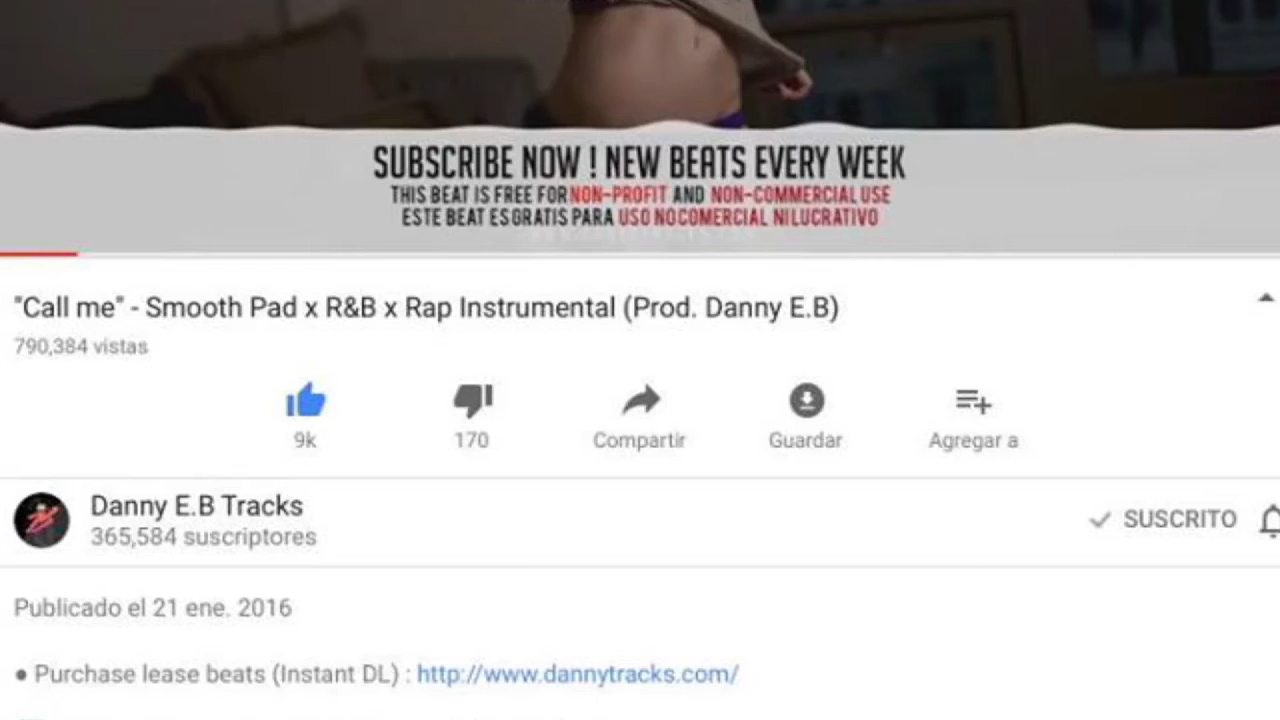 SUBSCRIBE NOW ! NEW BEATS EVERY WEEK
THIS BEAT IS FREE FOR NON-PROFIT AND NON-COMMERCIAL USE
ESTE BEAT ES GRATIS PARA USO NO COMERCIAL NI LUCRATIVO
"Call me" - Smooth Pad x R&B x Rap Instrumental (Prod. Danny E.B)
790,384 vistas
9k 170 Compartir Guardar Agregar a
Danny E.B Tracks
365,584 suscriptores
SUSCRITO
Publicado el 21 ene. 2016
● Purchase lease beats (Instant DL) : http://www.dannytracks.com/